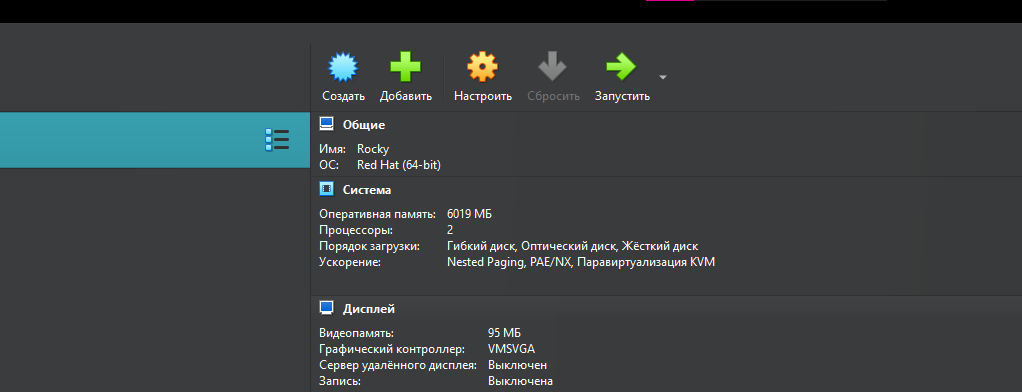 Создать Добавить Настроить Сбросить Запустить
Общие
Имя: Rocky
ОС: Red Hat (64-bit)
Система
Оперативная память: 6019 МБ
Процессоры: 2
Порядок загрузки: Гибкий диск, Оптический диск, Жёсткий диск
Ускорение: Nested Paging, PAE/NX, Паравиртуализация KVM
Дисплей
Видеопамять: 95 МБ
Графический контроллер: VMSVGA
Сервер удалённого дисплея: Выключен
Запись: Выключена